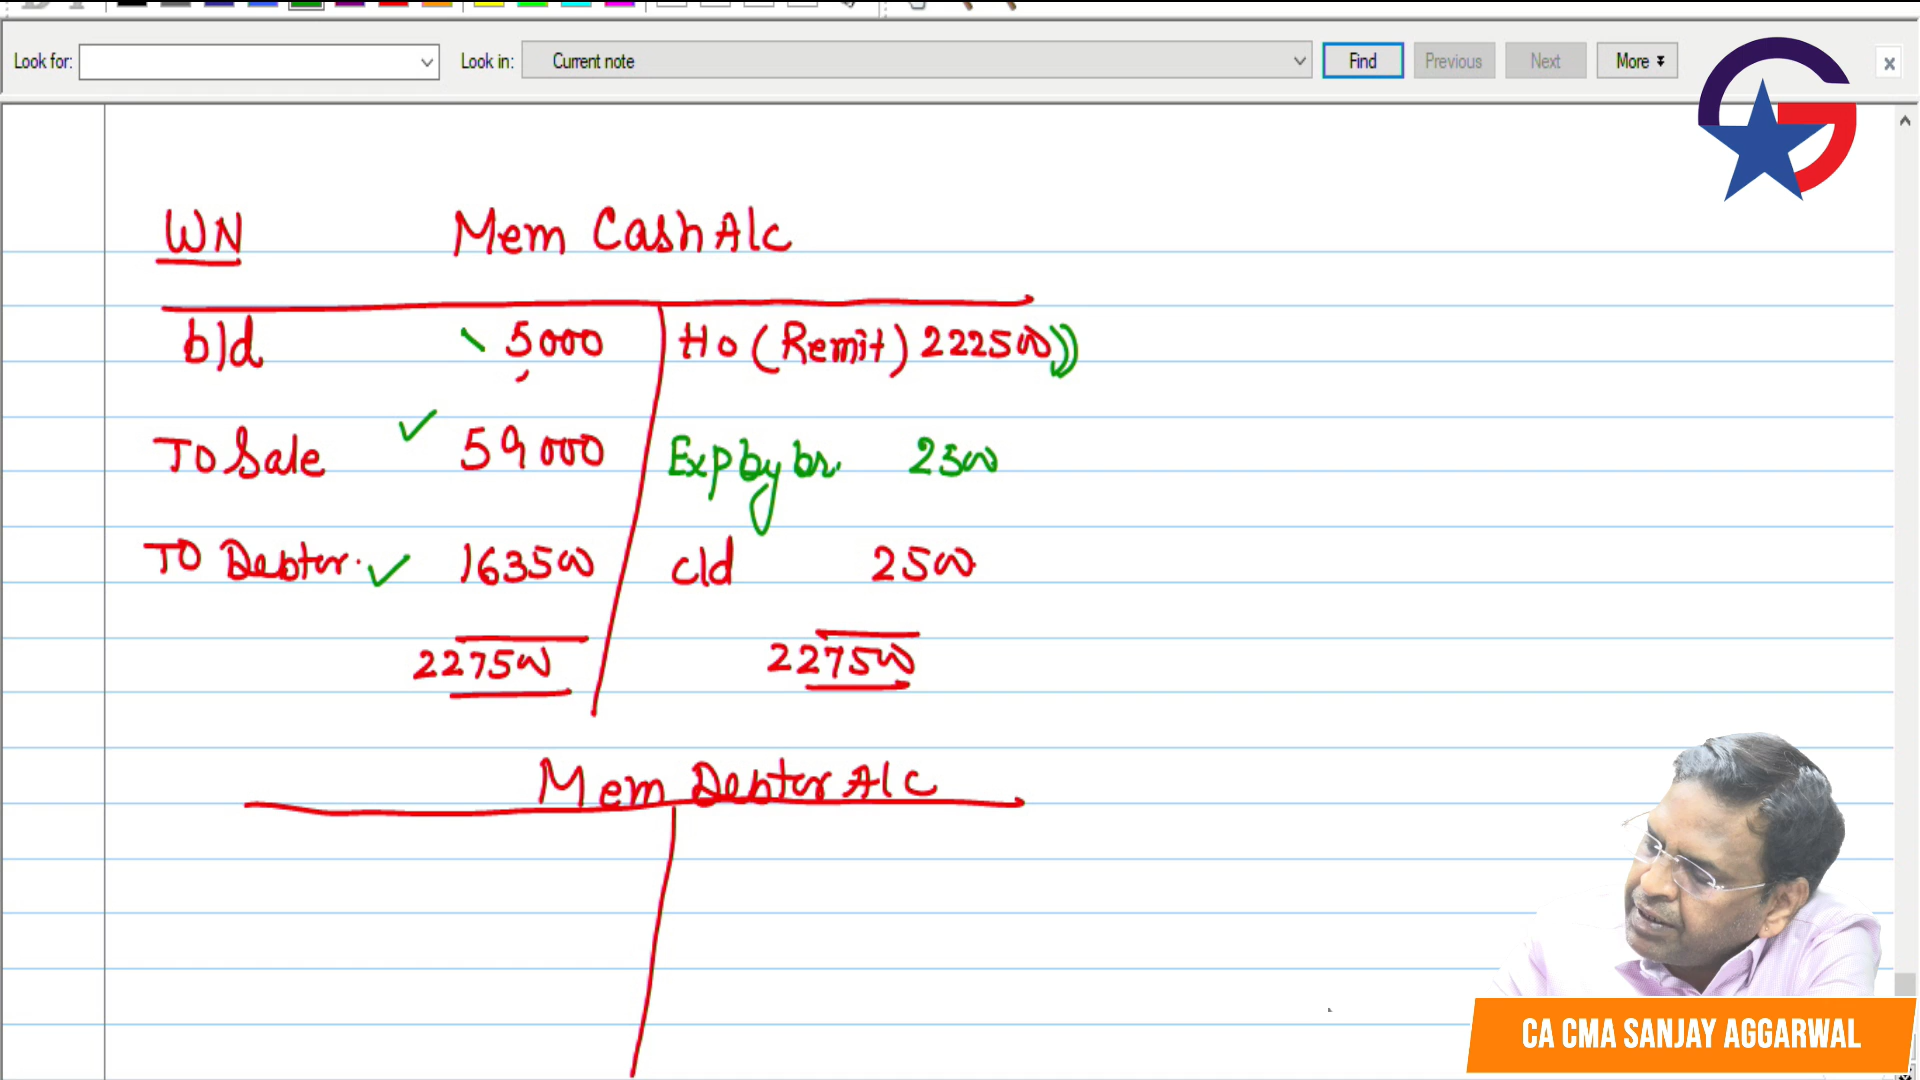 Look for:
Look in: Current note Find Previous Next More
WN Mem Cash A/c
b/d 5000 Ho (Remit) 222500
To Sale 59000 Exp by br. 2500
To Debtor. 163500 c/d 2500
227500 227500
Mem Debtor A/c
CA CMA SANJAY AGGARWAL